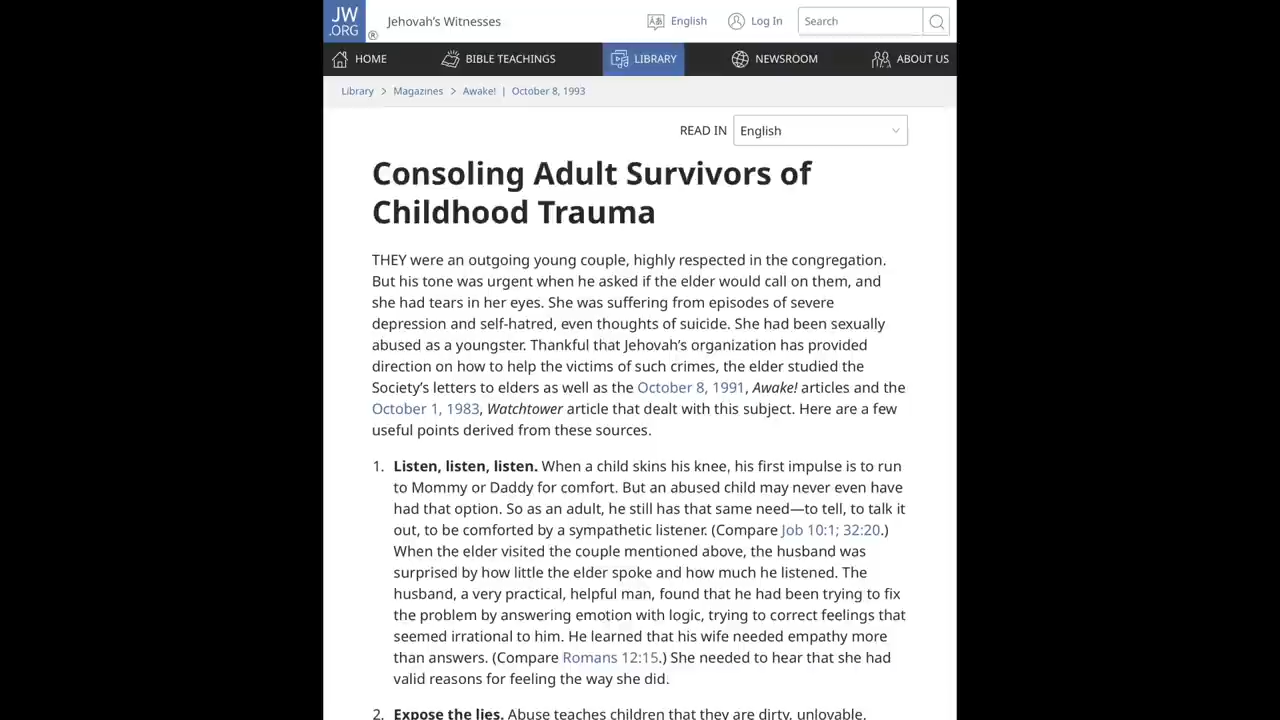 JW
.ORG
®
Jehovah's Witnesses
English
Log In
Search
HOME
BIBLE TEACHINGS
LIBRARY
NEWSROOM
ABOUT US
Library > Magazines > Awake! | October 8, 1993
READ IN English
Consoling Adult Survivors of
Childhood Trauma
THEY were an outgoing young couple, highly respected in the congregation.
But his tone was urgent when he asked if the elder would call on them, and
she had tears in her eyes. She was suffering from episodes of severe
depression and self-hatred, even thoughts of suicide. She had been sexually
abused as a youngster. Thankful that Jehovah's organization has provided
direction on how to help the victims of such crimes, the elder studied the
Society's letters to elders as well as the October 8, 1991, Awake! articles and the
October 1, 1983, Watchtower article that dealt with this subject. Here are a few
useful points derived from these sources.
1. Listen, listen, listen. When a child skins his knee, his first impulse is to run
to Mommy or Daddy for comfort. But an abused child may never even have
had that option. So as an adult, he still has that same need—to tell, to talk it
out, to be comforted by a sympathetic listener. (Compare Job 10:1; 32:20.)
When the elder visited the couple mentioned above, the husband was
surprised by how little the elder spoke and how much he listened. The
husband, a very practical, helpful man, found that he had been trying to fix
the problem by answering emotion with logic, trying to correct feelings that
seemed irrational to him. He learned that his wife needed empathy more
than answers. (Compare Romans 12:15.) She needed to hear that she had
valid reasons for feeling the way she did.
2. Expose the lies. Abuse teaches children that they are dirty, unlovable,